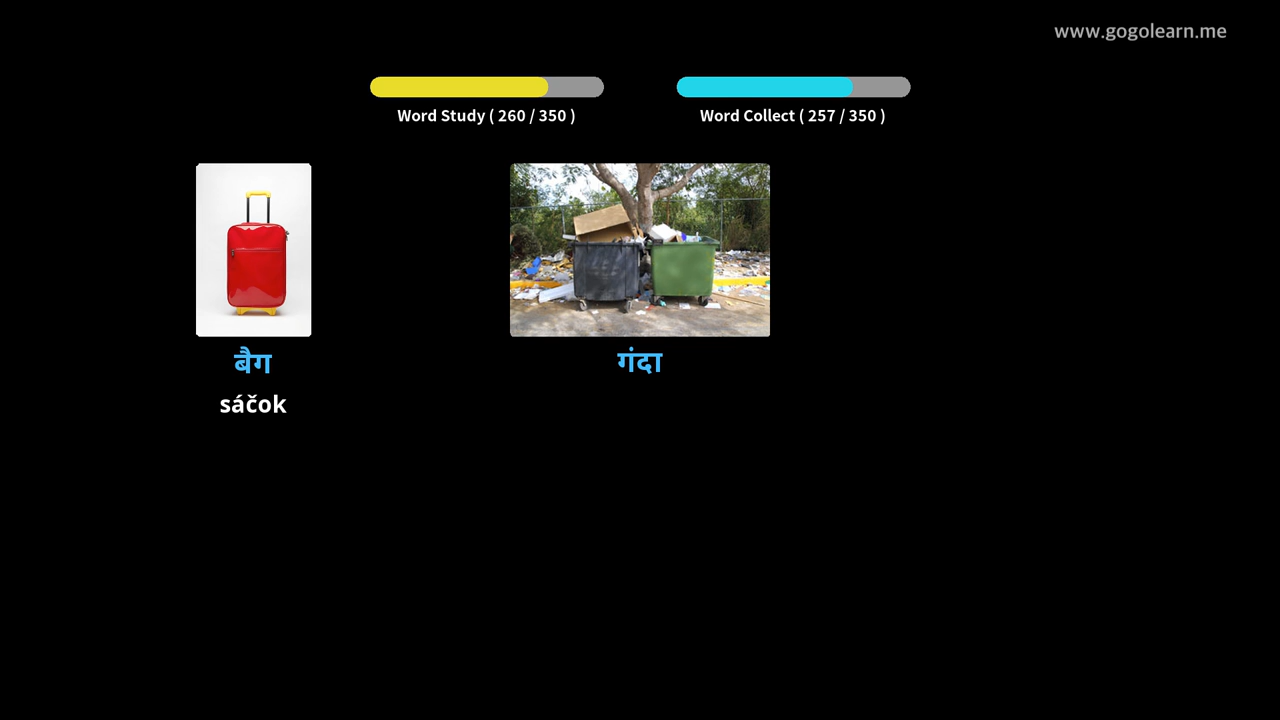 www.gogolearn.me
Word Study ( 260 / 350 )
Word Collect ( 257 / 350 )
बैग
गंदा
sáčok